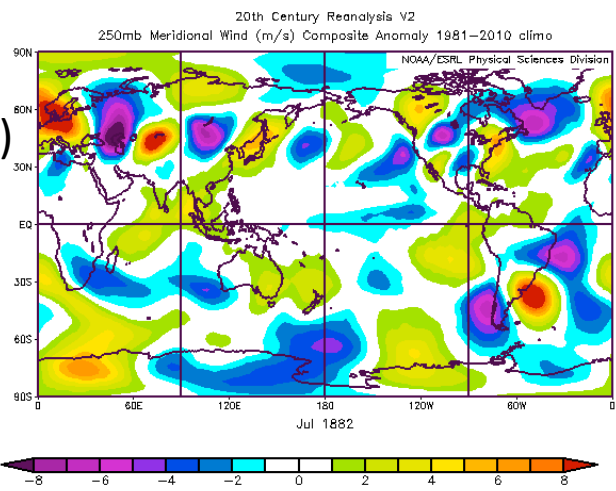 20th Century Reanalysis V2
250mb Meridional Wind (m/s) Composite Anomaly 1981–2010 climo
NOAA/ESRL Physical Sciences Division
90N
60N
)
30N
EQ
30S
60S
90S
0 60E 120E 180 120W 60W 0
Jul 1882
−8 −6 −4 −2 0 2 4 6 8